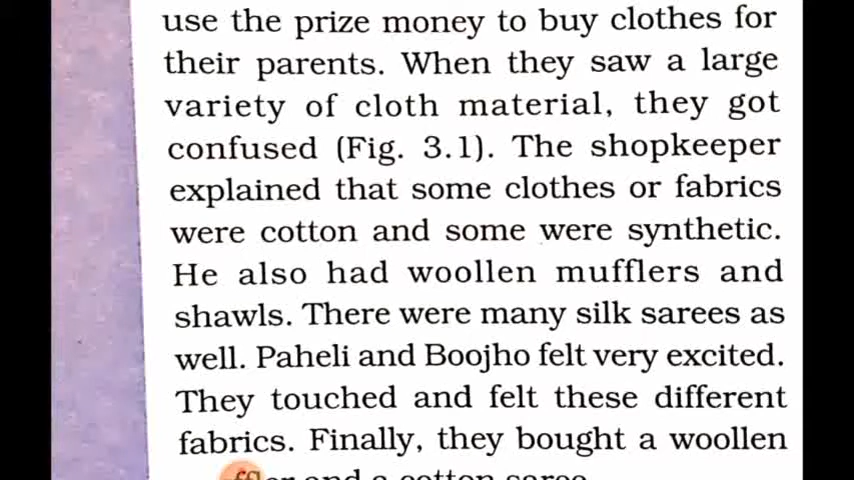 use the prize money to buy clothes for
their parents. When they saw a large
variety of cloth material, they got
confused (Fig. 3.1). The shopkeeper
explained that some clothes or fabrics
were cotton and some were synthetic.
He also had woollen mufflers and
shawls. There were many silk sarees as
well. Paheli and Boojho felt very excited.
They touched and felt these different
fabrics. Finally, they bought a woollen
and a cotton saree